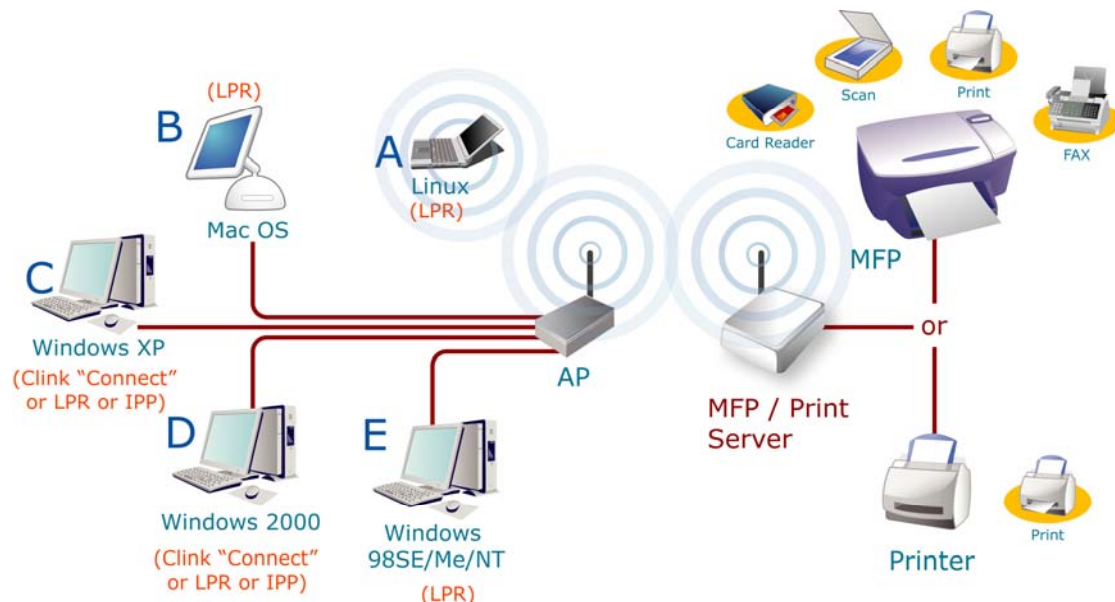 Scan
Print
Card Reader
FAX
MFP
(LPR)
B
Mac OS
A
Linux
(LPR)
C
Windows XP
(Clink “Connect”
or LPR or IPP)
AP
or
MFP / Print
Server
D
Windows 2000
(Clink “Connect”
or LPR or IPP)
E
Windows
98SE/Me/NT
(LPR)
Printer
Print